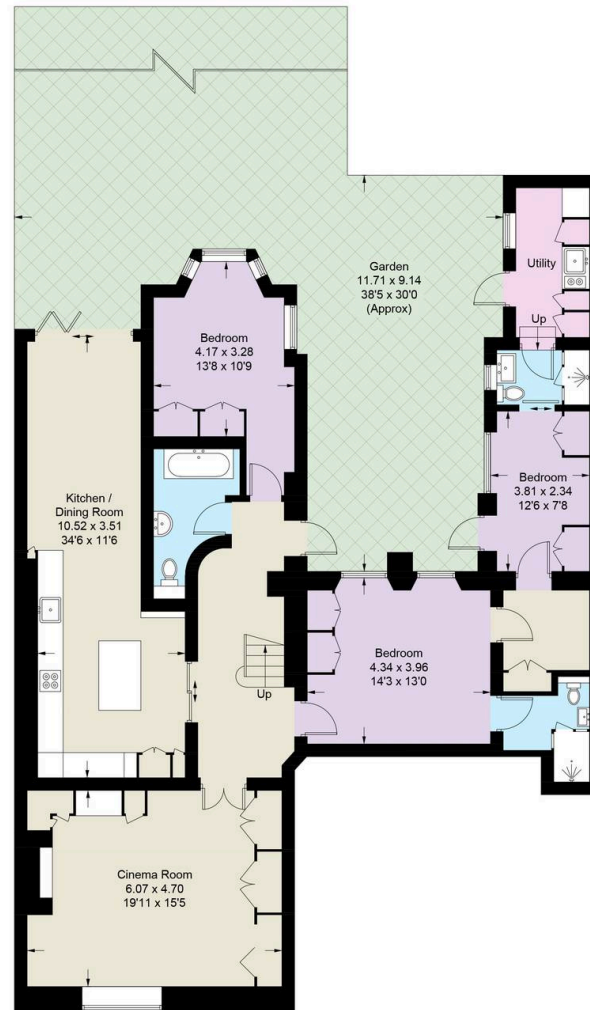 Garden
11.71 x 9.14
38'5 x 30'0
(Approx)
Utility
Up
Bedroom
4.17 x 3.28
13'8 x 10'9
Bedroom
3.81 x 2.34
12'6 x 7'8
Kitchen /
Dining Room
10.52 x 3.51
34'6 x 11'6
Bedroom
4.34 x 3.96
14'3 x 13'0
Up
Cinema Room
6.07 x 4.70
19'11 x 15'5